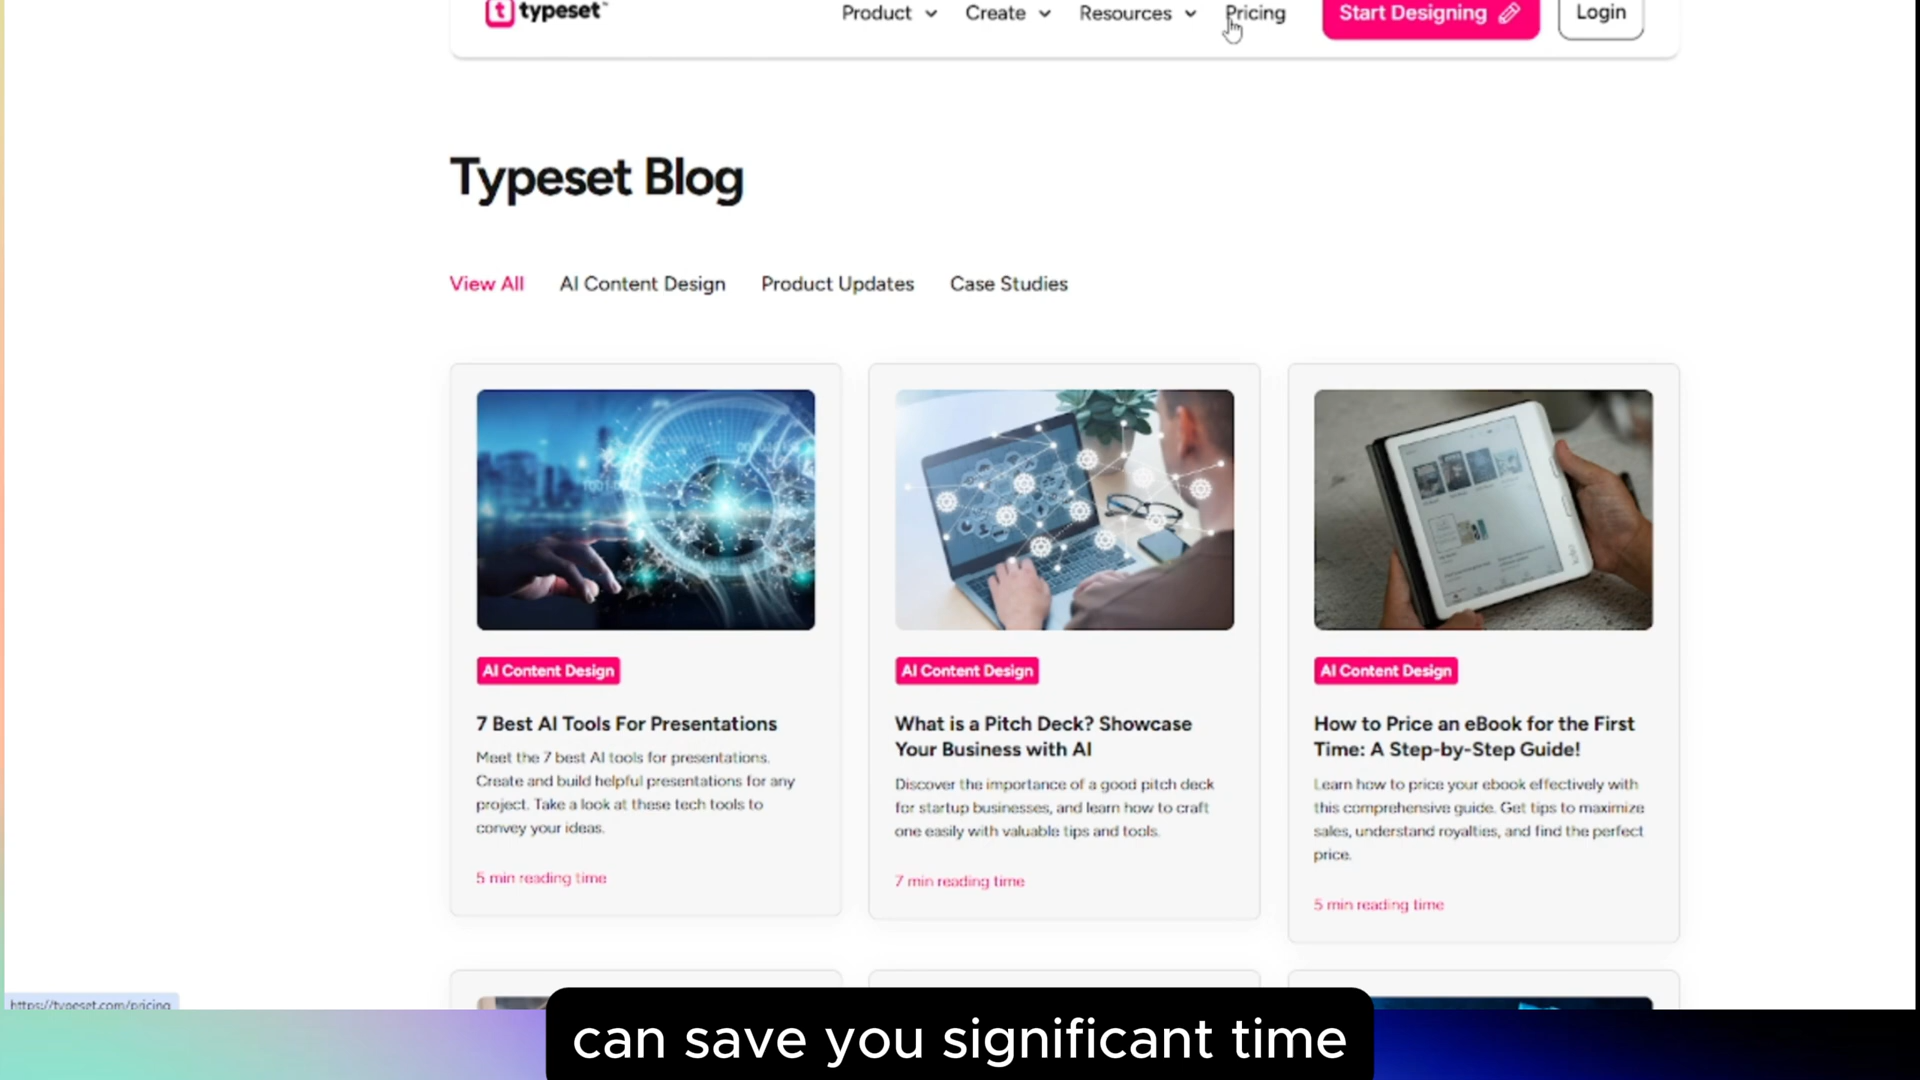 typeset
Product Create Resources Pricing Start Designing Login
Typeset Blog
View All AI Content Design Product Updates Case Studies
AI Content Design
7 Best AI Tools For Presentations
Meet the 7 best AI tools for presentations.
Create and build helpful presentations for any
project. Take a look at these tech tools to
convey your ideas.
5 min reading time
AI Content Design
What is a Pitch Deck? Showcase
Your Business with AI
Discover the importance of a good pitch deck
for startup businesses, and learn how to craft
one easily with valuable tips and tools.
7 min reading time
AI Content Design
How to Price an eBook for the First
Time: A Step-by-Step Guide!
Learn how to price your ebook effectively with
this comprehensive guide. Get tips to maximize
sales, understand royalties, and find the perfect
price.
5 min reading time
https://typeset.com/pricing
can save you significant time